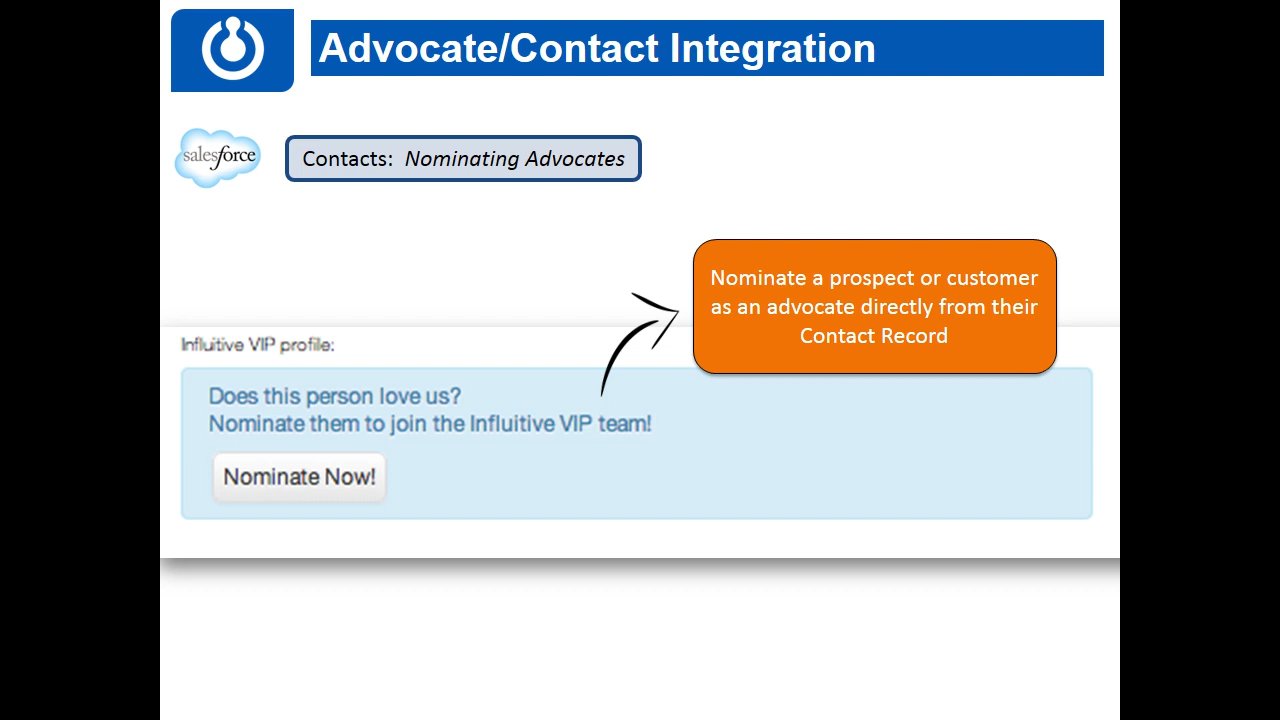 Advocate/Contact Integration
salesforce
Contacts: Nominating Advocates
Nominate a prospect or customer
as an advocate directly from their
Contact Record
Influitive VIP profile:
Does this person love us?
Nominate them to join the Influitive VIP team!
Nominate Now!